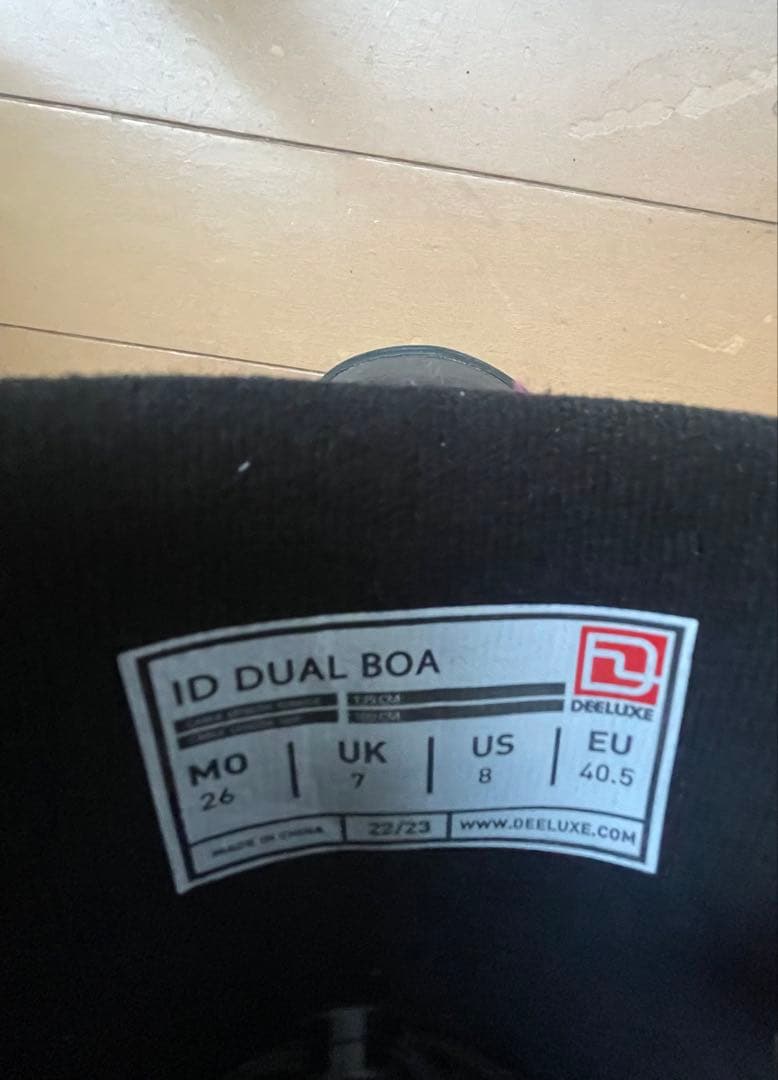 ID DUAL BOA
DEELUXE
MO UK US EU
26 7 8 40.5
MADE IN CHINA 22/23 WWW.DEELUXE.COM